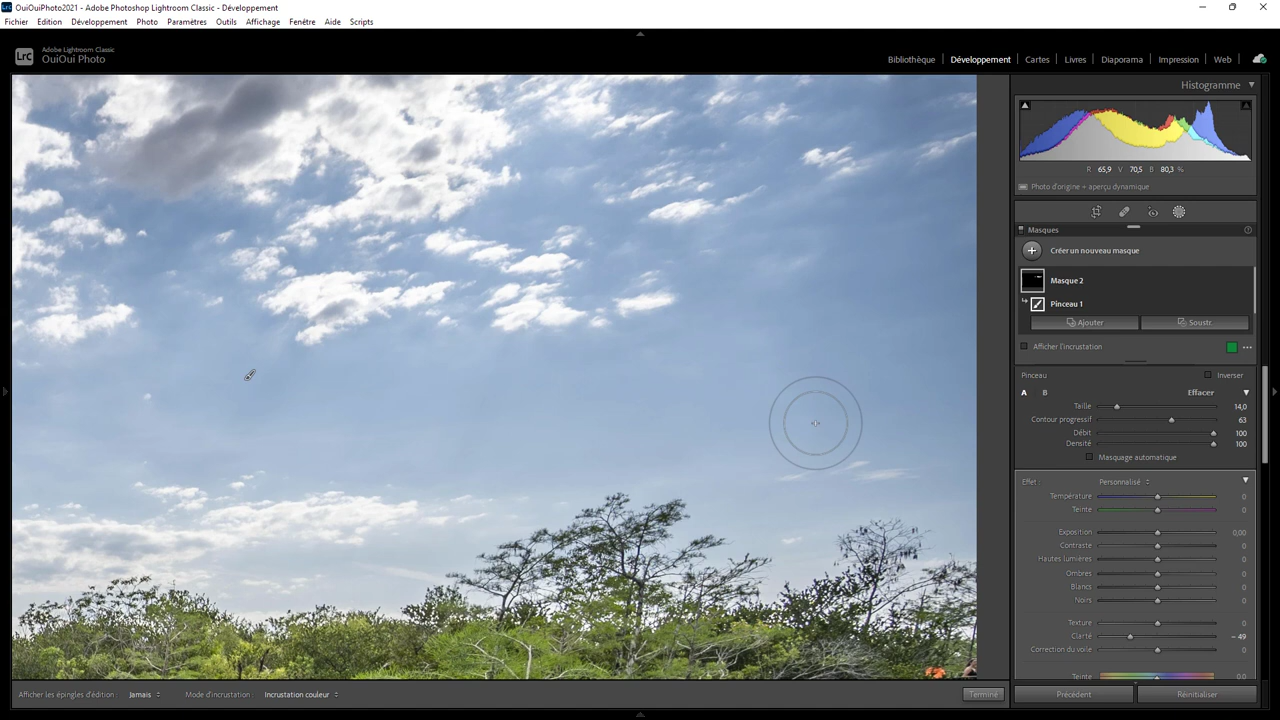 OuiOuiPhoto2021 - Adobe Photoshop Lightroom Classic - Développement
Fichier Edition Développement Photo Paramètres Outils Affichage Fenêtre Aide Scripts
Lrc Adobe Lightroom Classic
OuiOui Photo
Bibliothèque | Développement | Cartes | Livres | Diaporama | Impression | Web
Histogramme
R 65,9 V 70,5 B 80,3 %
Photo d'origine + aperçu dynamique
Masques
Créer un nouveau masque
Masque 2
Pinceau 1
Ajouter Soustr.
Afficher l'incrustation
Pinceau Inverser
A B Effacer
Taille 14,0
Contour progressif 63
Débit 100
Densité 100
Masquage automatique
Effet : Personnalisé
Température 0
Teinte 0
Exposition 0,00
Contraste 0
Hautes lumières 0
Ombres 0
Blancs 0
Noirs 0
Texture 0
Clarté - 49
Correction du voile 0
Teinte 0,0
Afficher les épingles d'édition : Jamais Mode d'incrustation : Incrustation couleur Terminé
Précédent Réinitialiser